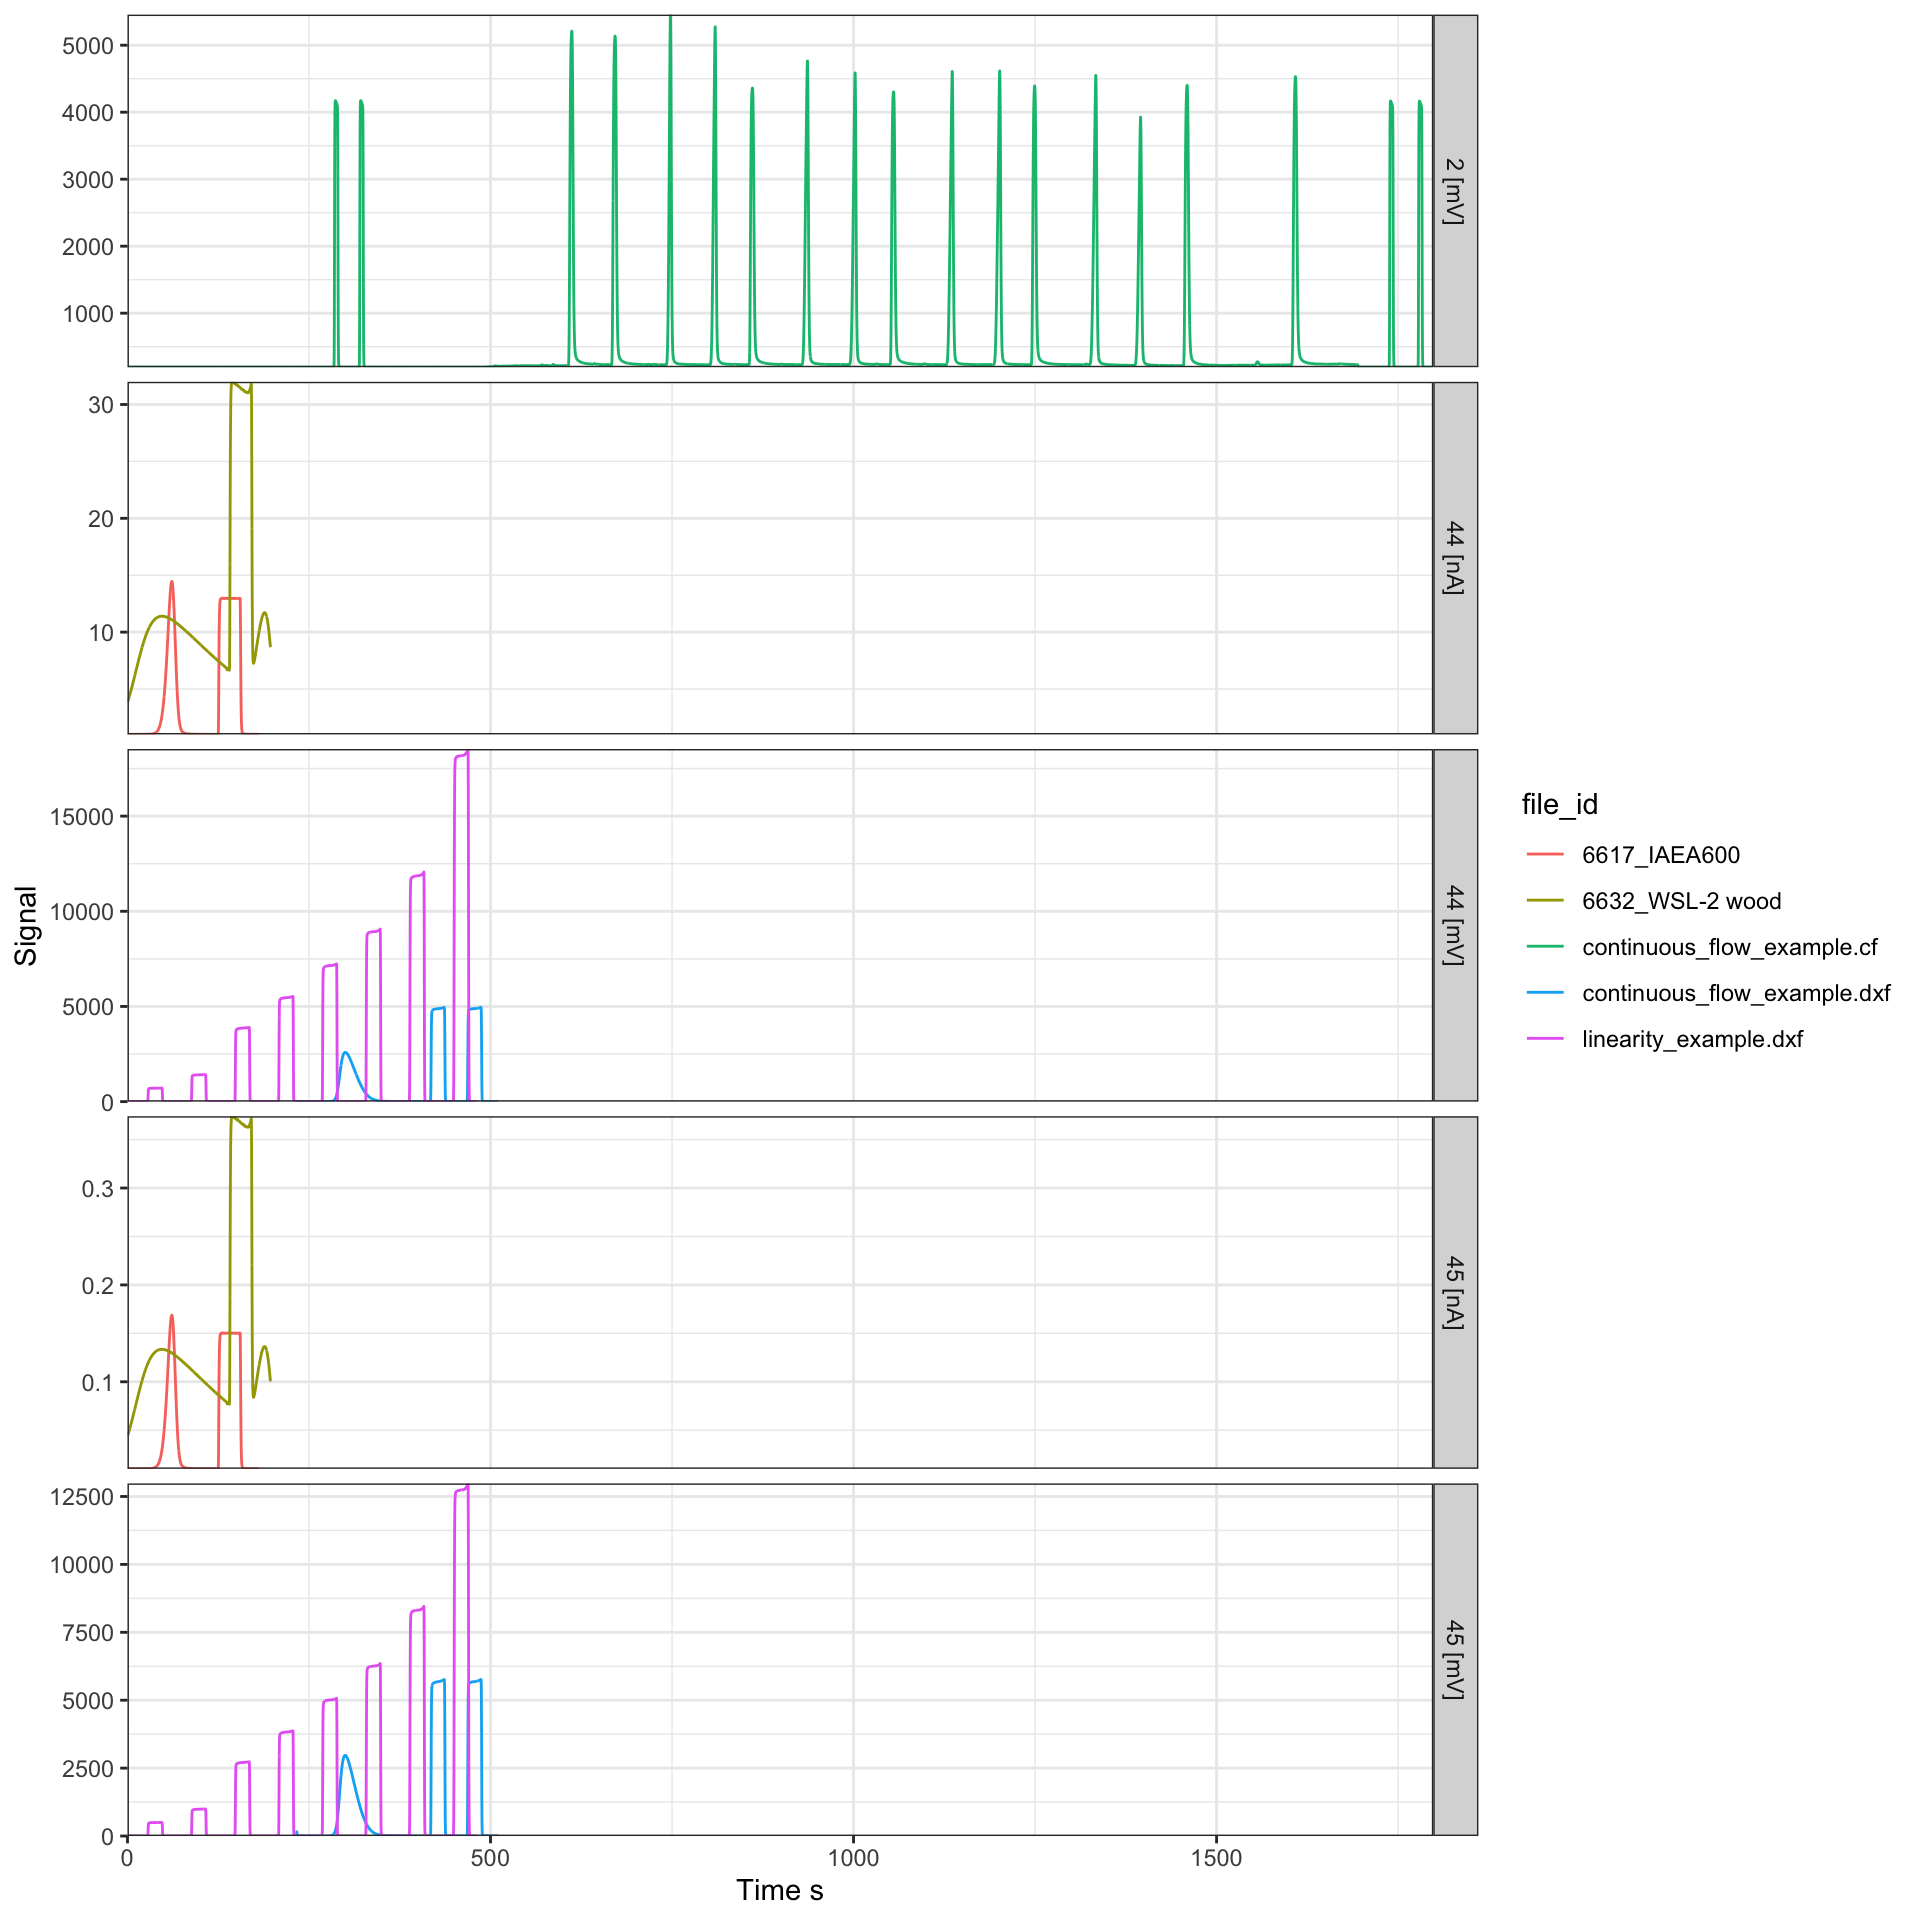 5000
4000
3000
2000
1000
2 [mV]
30
20
10
44 [nA]
15000
10000
5000
0
44 [mV]
0.3
0.2
0.1
45 [nA]
12500
10000
7500
5000
2500
0
45 [mV]
0 500 1000 1500
Time s
Signal
file_id
6617_IAEA600
6632_WSL-2 wood
continuous_flow_example.cf
continuous_flow_example.dxf
linearity_example.dxf